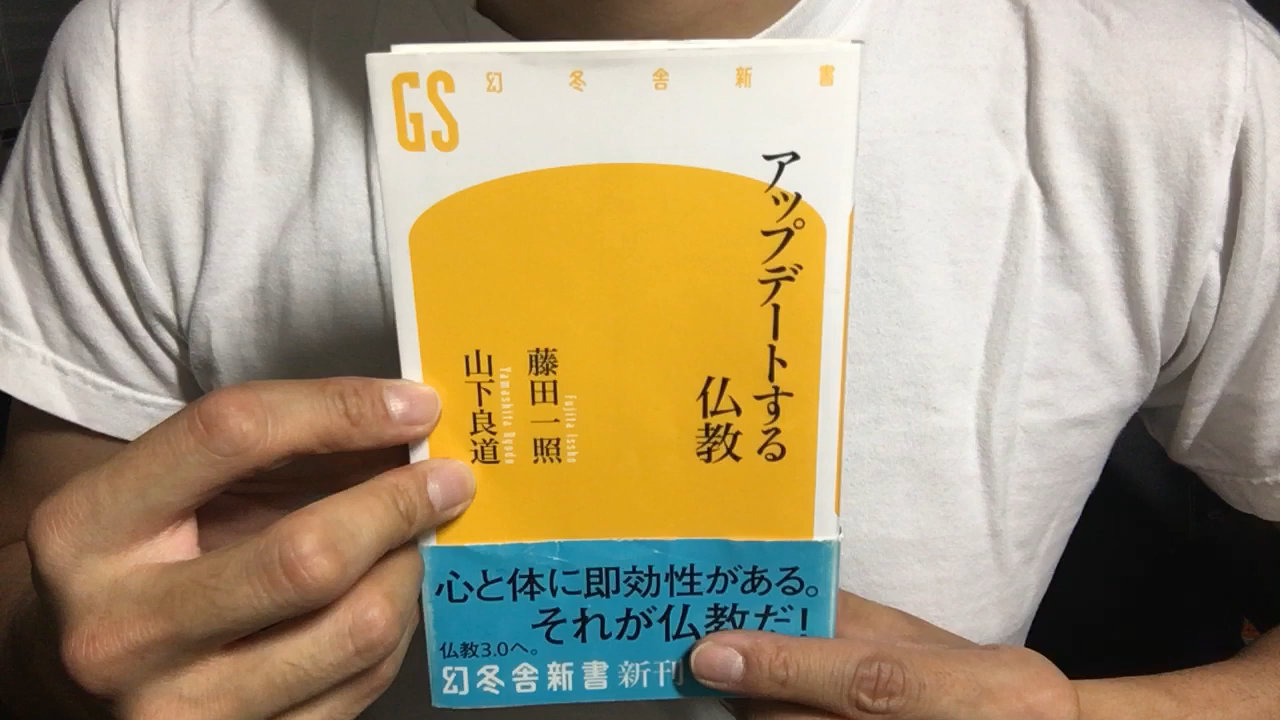 GS
幻冬舎新書
アップデートする
仏教
藤田一照
Fujita Issho
山下良道
Yamashita Ryodo
心と体に即効性がある。
それが仏教だ!
仏教3.0へ。
幻冬舎新書 新刊